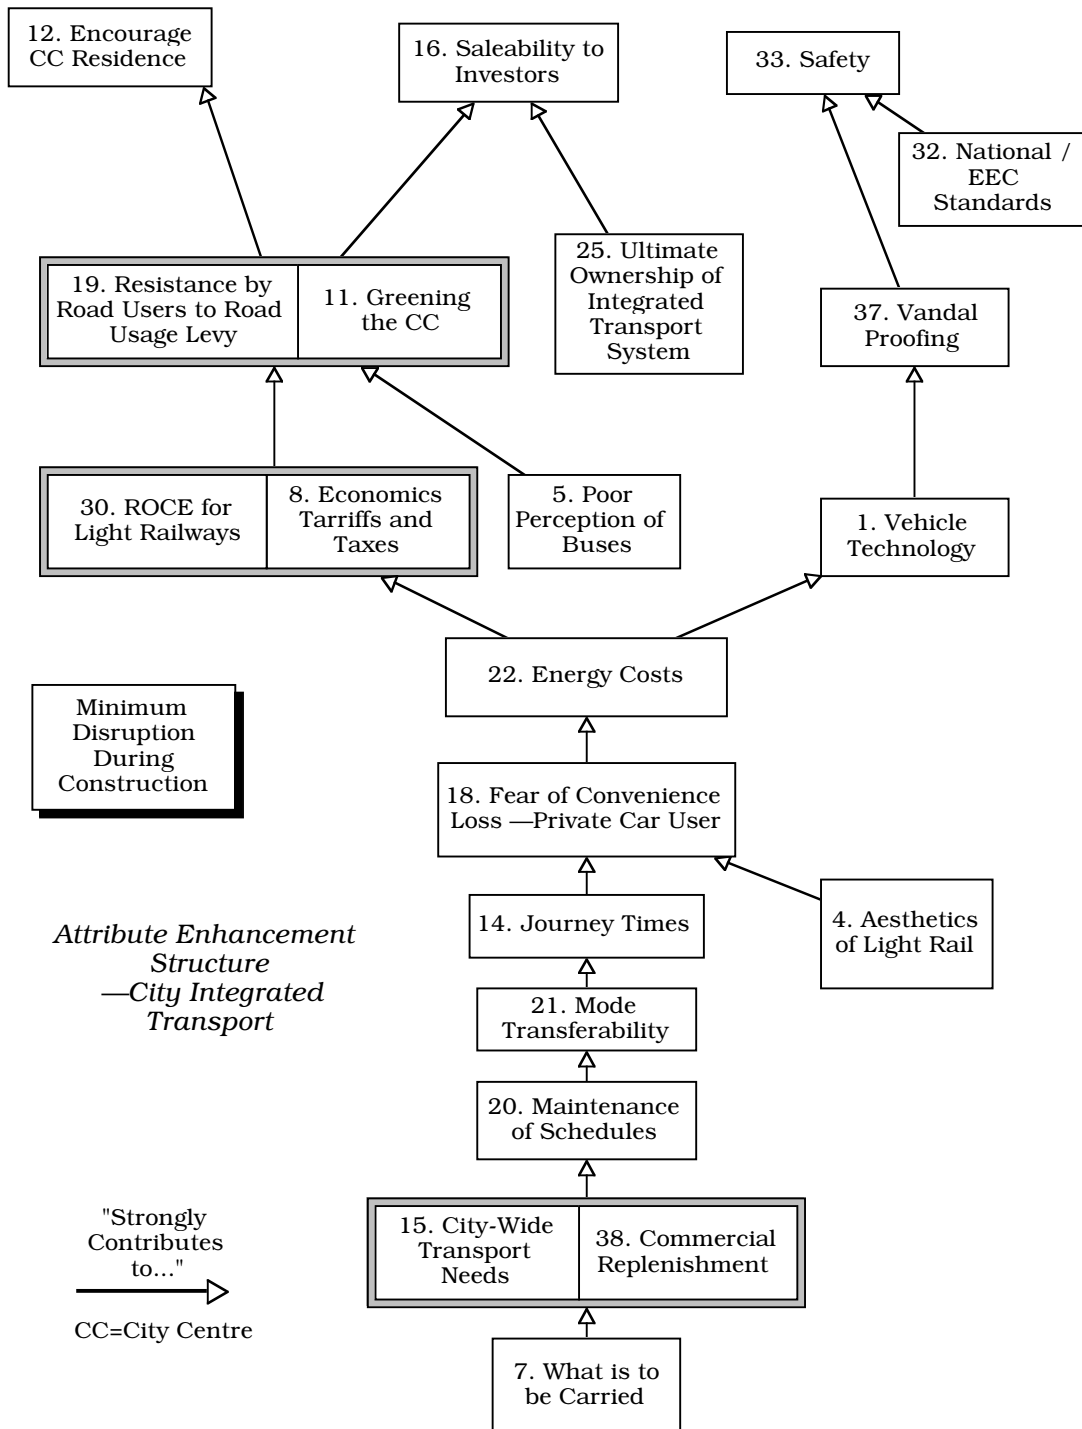 12. Encourage
CC Residence
16. Saleability to
Investors
33. Safety
32. National /
EEC
Standards
19. Resistance by
Road Users to Road
Usage Levy
11. Greening
the CC
25. Ultimate
Ownership of
Integrated
Transport
System
37. Vandal
Proofing
30. ROCE for
Light Railways
8. Economics
Tarriffs and
Taxes
5. Poor
Perception of
Buses
1. Vehicle
Technology
22. Energy Costs
Minimum
Disruption
During
Construction
18. Fear of Convenience
Loss —Private Car User
14. Journey Times
4. Aesthetics
of Light Rail
Attribute Enhancement
Structure
—City Integrated
Transport
21. Mode
Transferability
20. Maintenance
of Schedules
15. City-Wide
Transport
Needs
38. Commercial
Replenishment
"Strongly
Contributes
to..."
CC=City Centre
7. What is to
be Carried